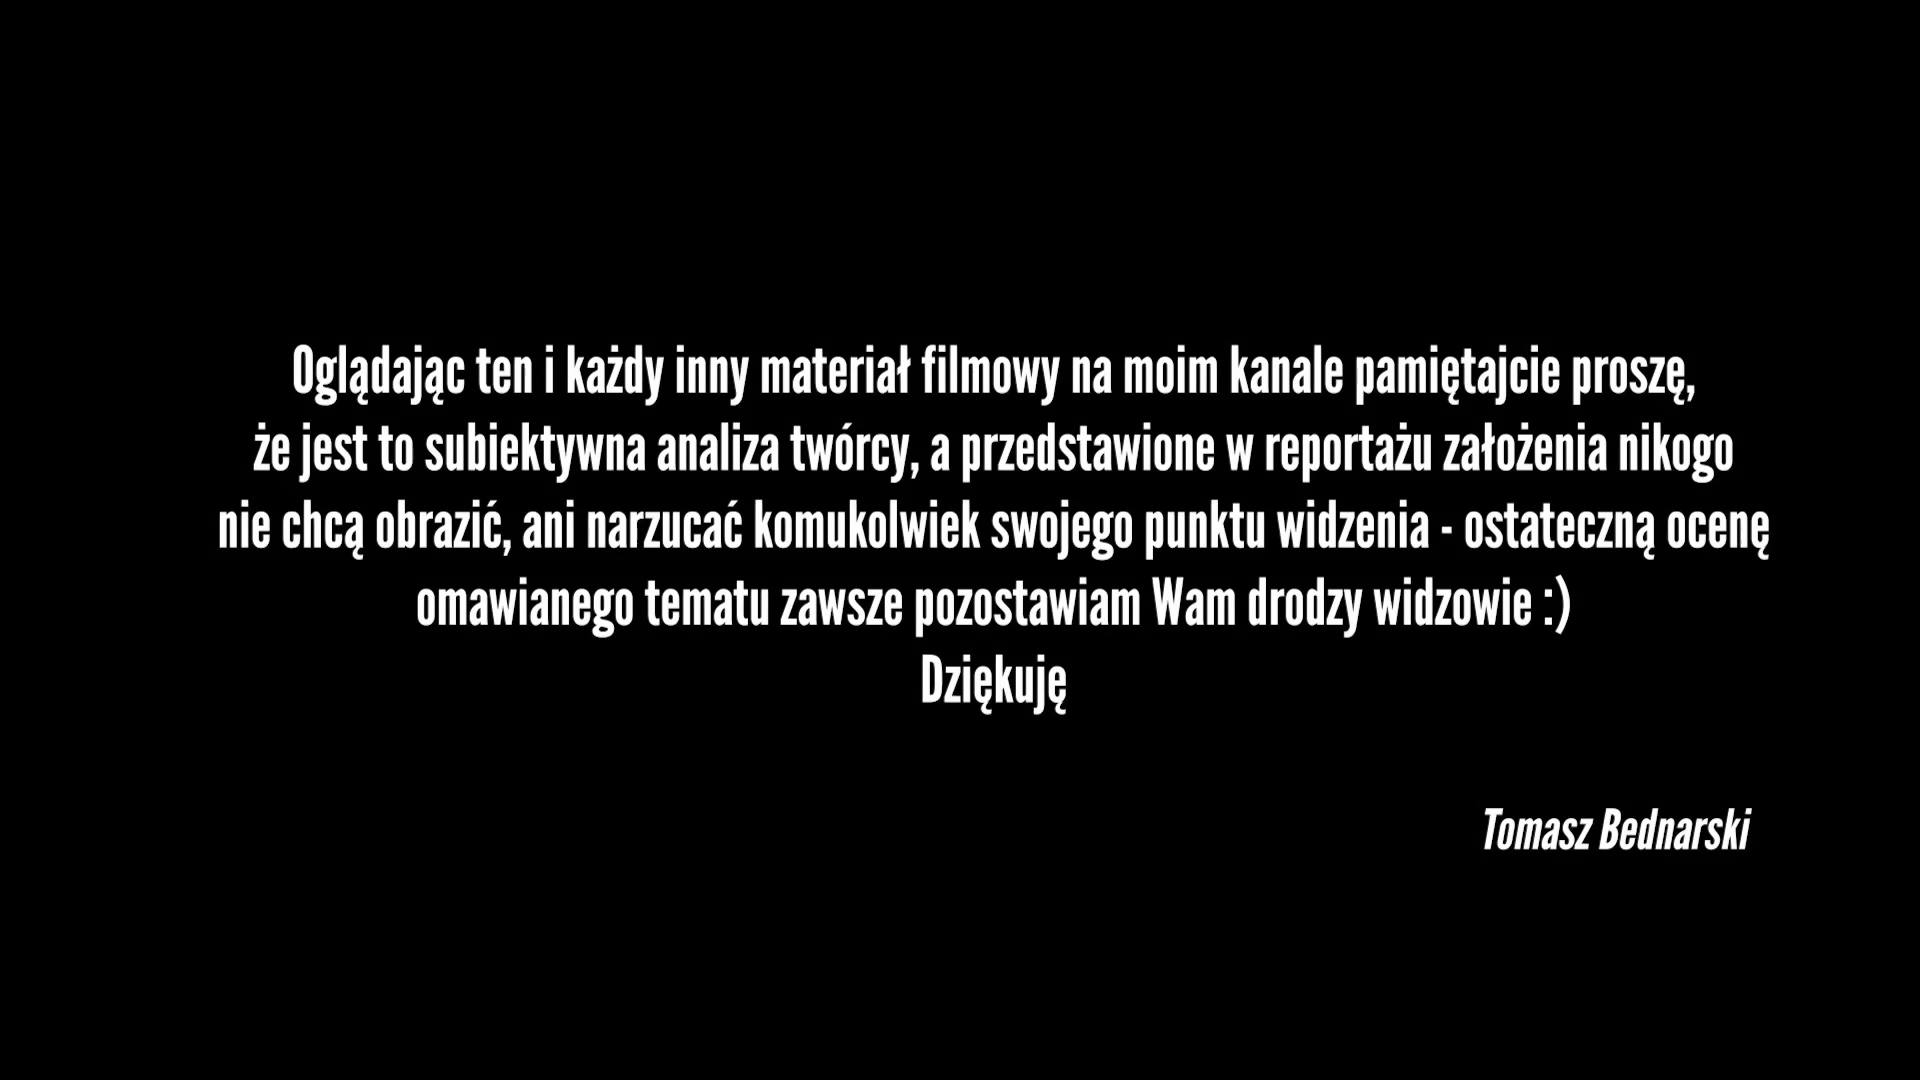 Oglądając ten i każdy inny materiał filmowy na moim kanale pamiętajcie proszę,
że jest to subiektywna analiza twórcy, a przedstawione w reportażu założenia nikogo
nie chcą obrazić, ani narzucać komukolwiek swojego punktu widzenia - ostateczną ocenę
omawianego tematu zawsze pozostawiam Wam drodzy widzowie :)
Dziękuję
Tomasz Bednarski